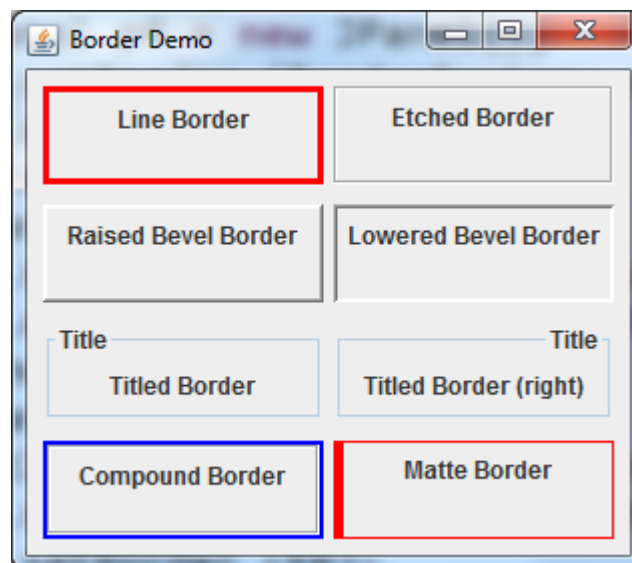 Border Demo
Line Border
Etched Border
Raised Bevel Border
Lowered Bevel Border
Title
Title
Titled Border
Titled Border (right)
Compound Border
Matte Border